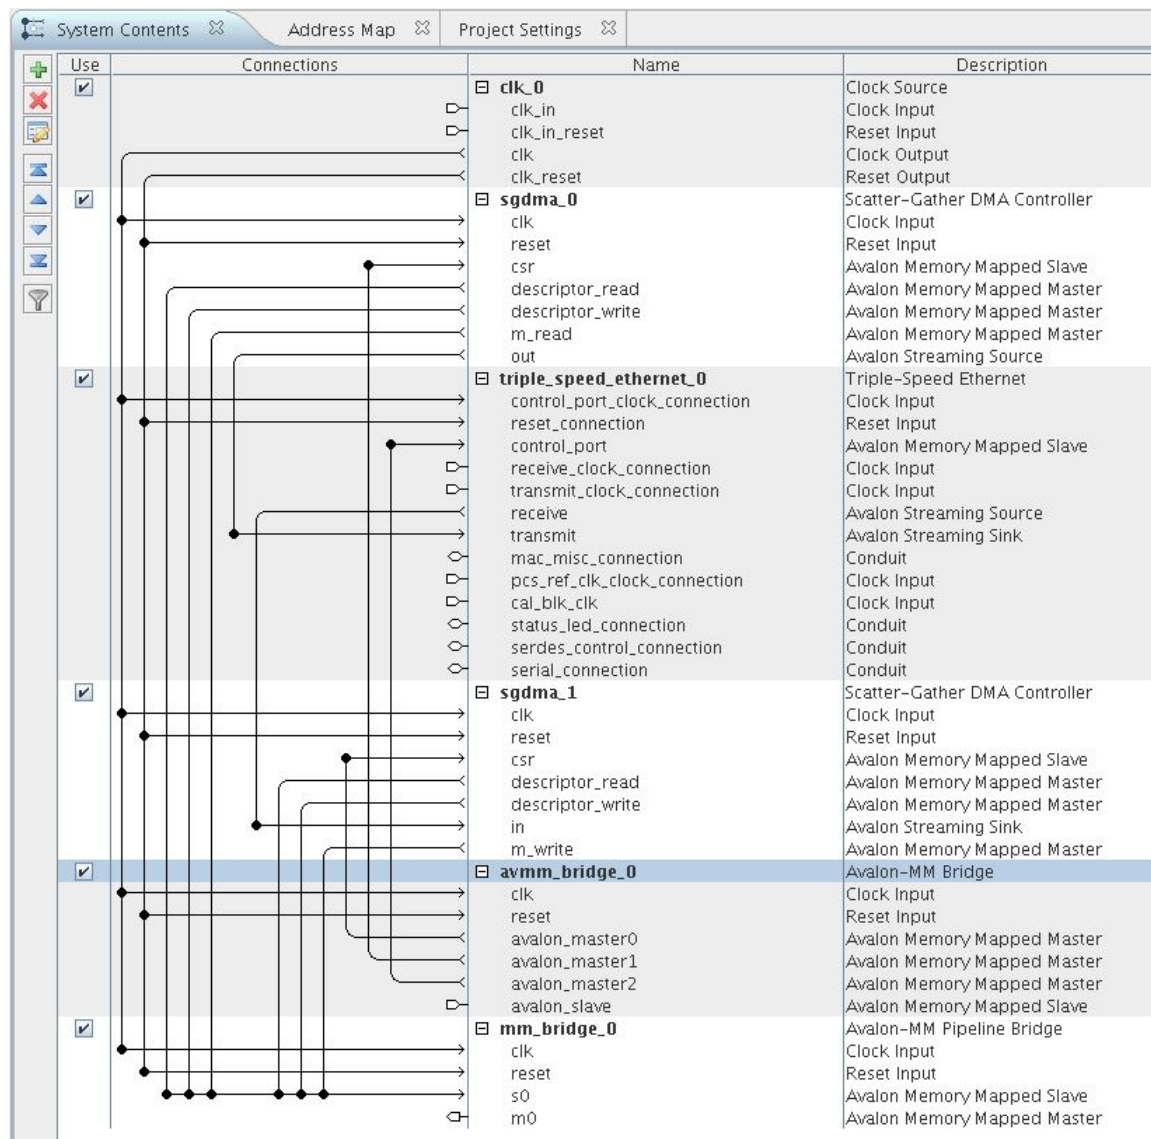 System Contents Address Map Project Settings
Use Connections Name Description
clk_0 Clock Source
clk_in Clock Input
clk_in_reset Reset Input
clk Clock Output
clk_reset Reset Output
sgdma_0 Scatter-Gather DMA Controller
clk Clock Input
reset Reset Input
csr Avalon Memory Mapped Slave
descriptor_read Avalon Memory Mapped Master
descriptor_write Avalon Memory Mapped Master
m_read Avalon Memory Mapped Master
out Avalon Streaming Source
triple_speed_ethernet_0 Triple-Speed Ethernet
control_port_clock_connection Clock Input
reset_connection Reset Input
control_port Avalon Memory Mapped Slave
receive_clock_connection Clock Input
transmit_clock_connection Clock Input
receive Avalon Streaming Source
transmit Avalon Streaming Sink
mac_misc_connection Conduit
pcs_ref_clk_clock_connection Clock Input
cal_blk_clk Clock Input
status_led_connection Conduit
serdes_control_connection Conduit
serial_connection Conduit
sgdma_1 Scatter-Gather DMA Controller
clk Clock Input
reset Reset Input
csr Avalon Memory Mapped Slave
descriptor_read Avalon Memory Mapped Master
descriptor_write Avalon Memory Mapped Master
in Avalon Streaming Sink
m_write Avalon Memory Mapped Master
avmm_bridge_0 Avalon-MM Bridge
clk Clock Input
reset Reset Input
avalon_master0 Avalon Memory Mapped Master
avalon_master1 Avalon Memory Mapped Master
avalon_master2 Avalon Memory Mapped Master
avalon_slave Avalon Memory Mapped Slave
mm_bridge_0 Avalon-MM Pipeline Bridge
clk Clock Input
reset Reset Input
s0 Avalon Memory Mapped Slave
m0 Avalon Memory Mapped Master